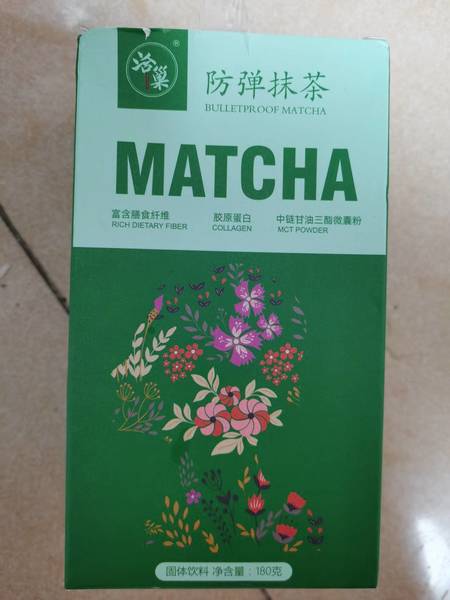 ®
防弹抹茶
BULLETPROOF MATCHA
MATCHA
富含膳食纤维 胶原蛋白 中链甘油三酯微囊粉
RICH DIETARY FIBER COLLAGEN MCT POWDER
固体饮料 净含量：180克